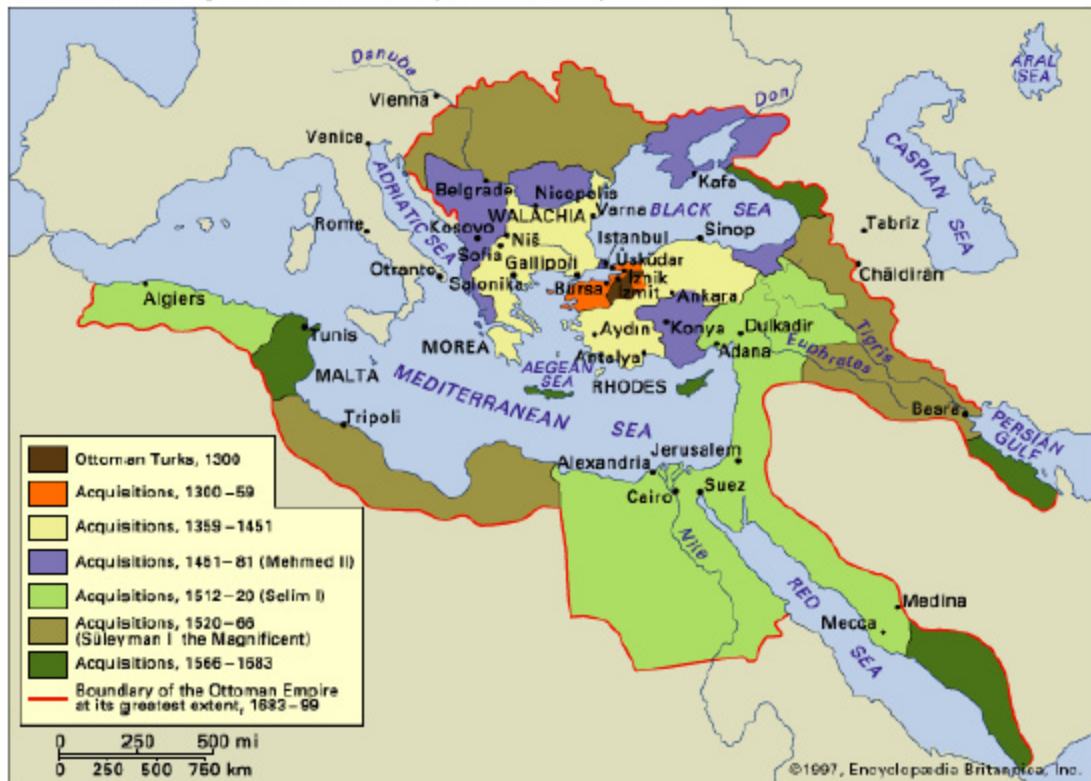 Danube
Vienna
Don
ARAL
SEA
Venice
ADRIATIC SEA
Belgrade
Nicopolis
WALACHIA
Varna
Kafa
BLACK SEA
CASPIAN
SEA
Tabriz
Rome
Kosovo
Niš
Sofia
Istanbul
Sinop
Otranto
Salonika
Gallipoli
Üsküdar
Iznik
Izmit
Bursa
Ankara
Chāldirān
Algiers
Tunis
MOREA
Aydın
Konya
Dulkadir
Antalya
Adana
Euphrates
Tigris
AEGEAN
SEA
RHODES
MALTA
MEDITERRANEAN
SEA
Basra
PERSIAN
GULF
Tripoli
Jerusalem
Alexandria
Cairo
Suez
Nile
RED
SEA
Medina
Mecca
Ottoman Turks, 1300
Acquisitions, 1300–59
Acquisitions, 1359–1451
Acquisitions, 1451–81 (Mehmed II)
Acquisitions, 1512–20 (Selim I)
Acquisitions, 1520–66
(Süleyman I the Magnificent)
Acquisitions, 1566–1683
Boundary of the Ottoman Empire
at its greatest extent, 1683–99
0 250 500 mi
0 250 500 750 km
©1997, Encyclopædia Britannica, Inc.